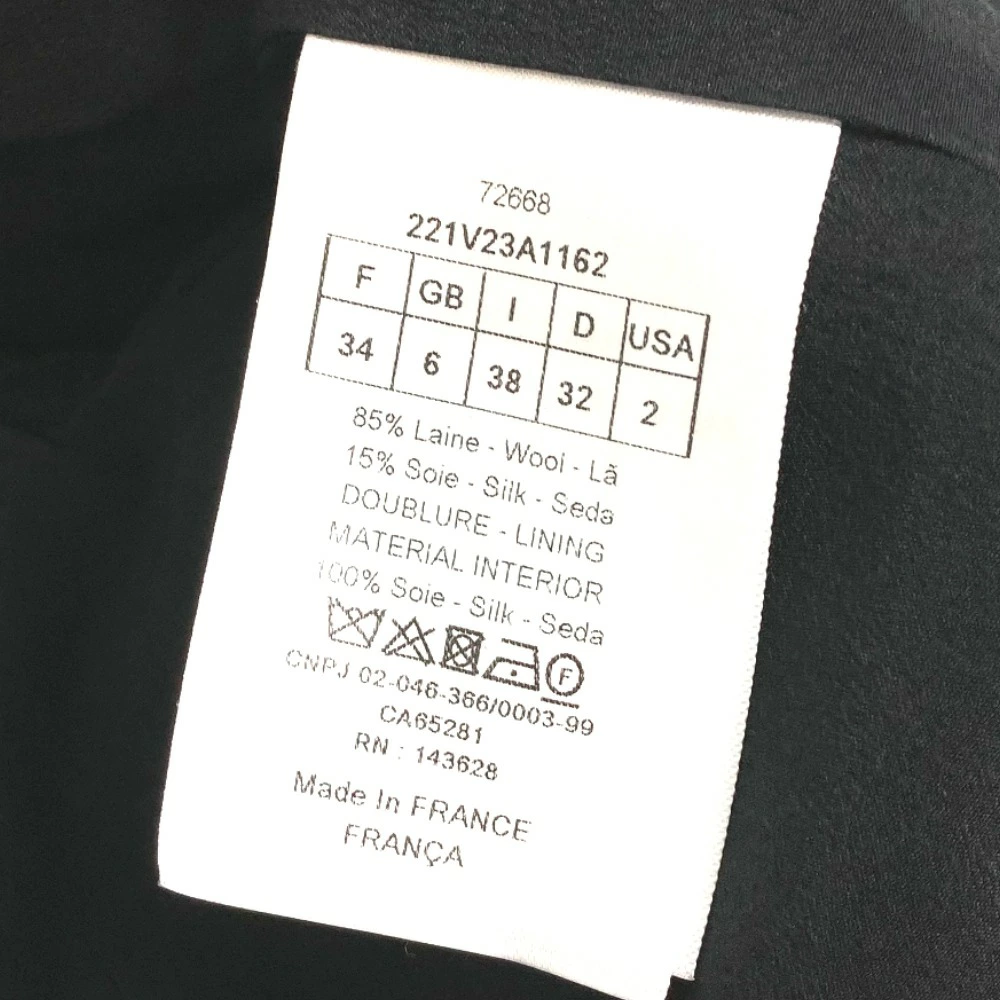 72668
221V23A1162
F GB I D USA
34 6 38 32 2
85% Laine - Wool - Lã
15% Soie - Silk - Seda
DOUBLURE - LINING
MATERIAL INTERIOR
100% Soie - Silk - Seda
F
CNPJ 02-046-366/0003-99
CA65281
RN : 143628
Made In FRANCE
FRANÇA